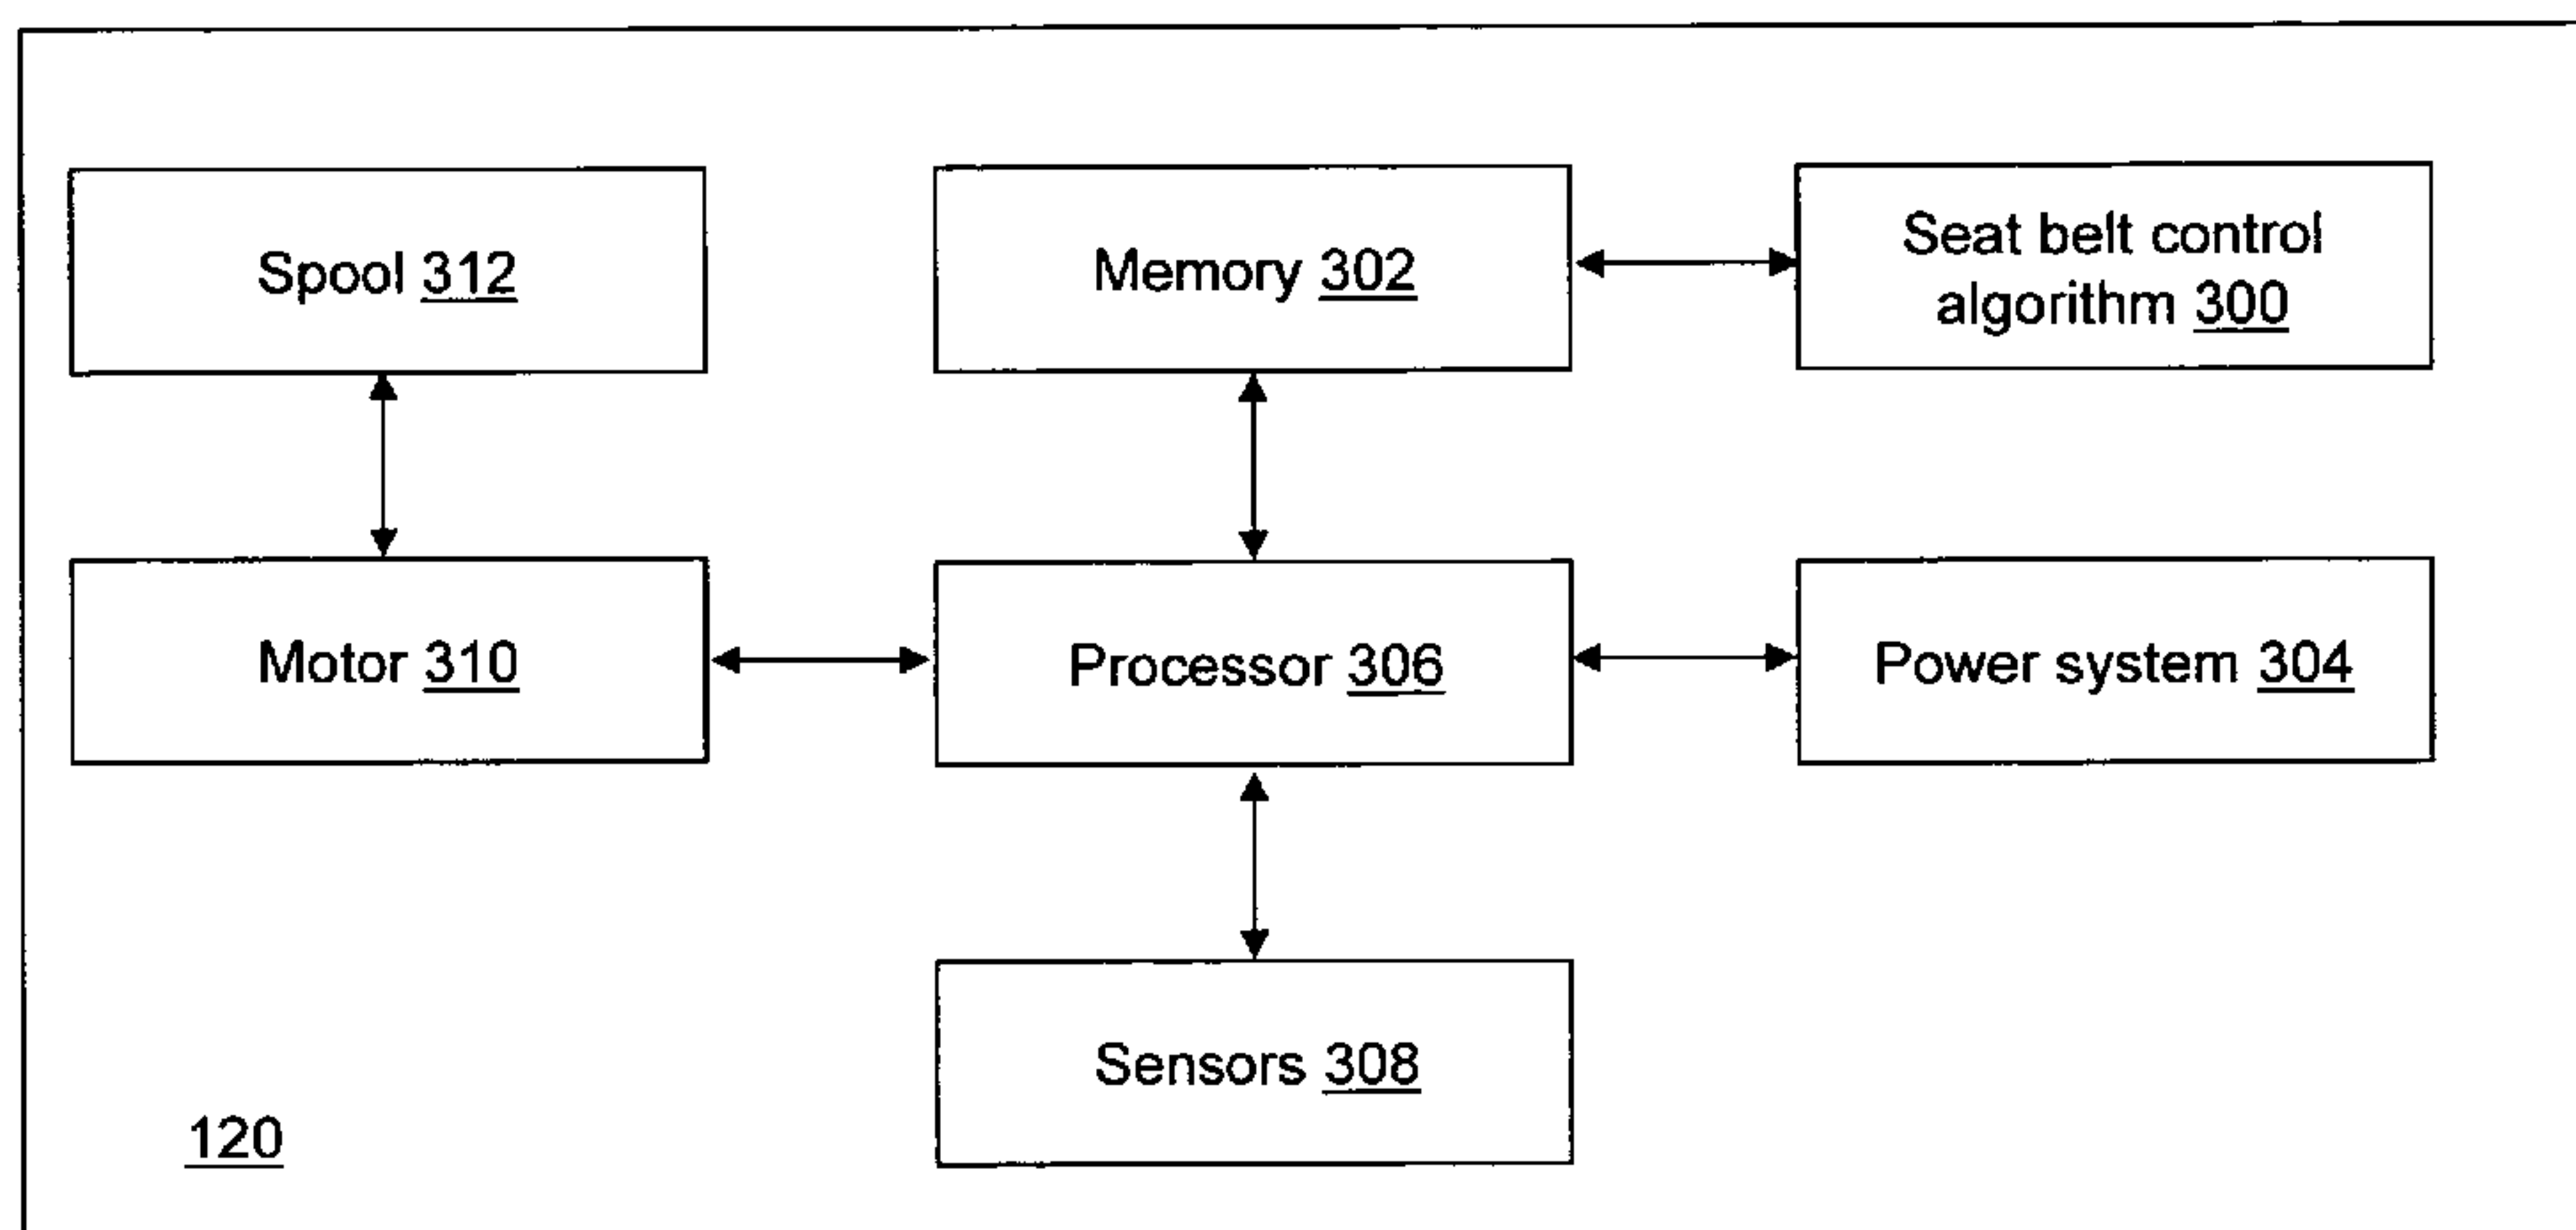 Spool 312
Memory 302
Seat belt control
algorithm 300
Motor 310
Processor 306
Power system 304
Sensors 308
120